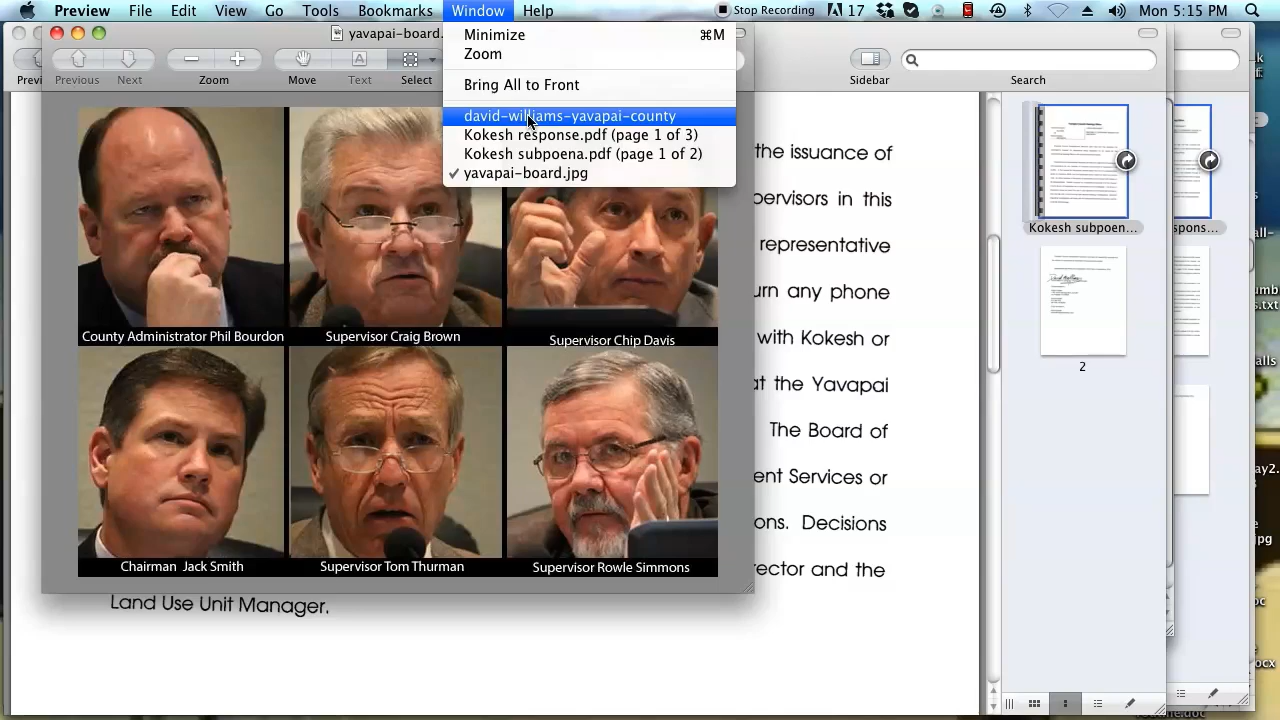 Preview File Edit View Go Tools Bookmarks Window Help Stop Recording 17 Mon 5:15 PM
Minimize ⌘M
Zoom
Bring All to Front
david-williams-yavapai-county
Kokesh response.pdf (page 1 of 3)
Kokesh subpoena.pdf (page 1 of 2)
✓ yavapai-board.jpg
yavapai-board.
Previous Next Zoom Move Text Select
Sidebar Search
County Administrator Phil Bourdon
Supervisor Craig Brown
Supervisor Chip Davis
Chairman Jack Smith
Supervisor Tom Thurman
Supervisor Rowle Simmons
the issuance of
pervisors in this
representative
urn any phone
with Kokesh or
at the Yavapai
The Board of
ent Services or
ons. Decisions
rector and the
Land Use Unit Manager.
Kokesh subpoen...
spons...
2